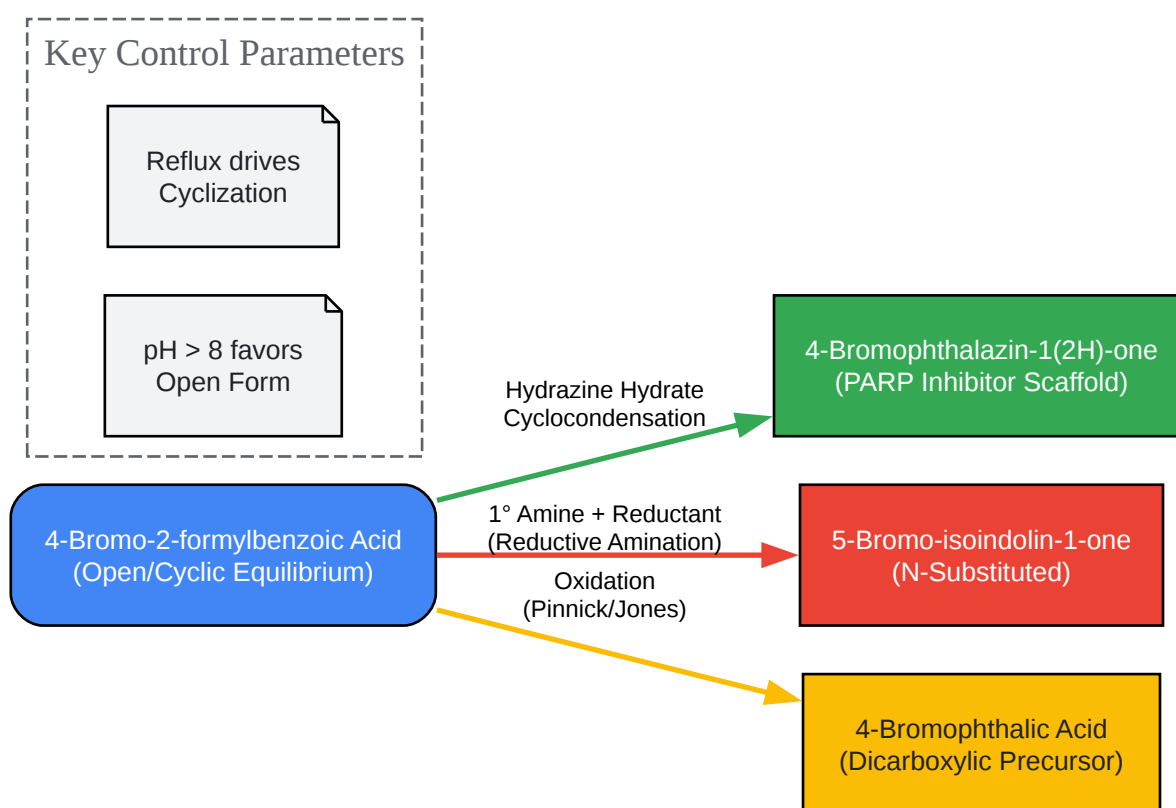 Key Control Parameters
Reflux drives
Cyclization
pH > 8 favors
Open Form
4-Bromo-2-formylbenzoic Acid
(Open/Cyclic Equilibrium)
Hydrazine Hydrate
Cyclocondensation
1° Amine + Reductant
(Reductive Amination)
Oxidation
(Pinnick/Jones)
4-Bromophthalazin-1(2H)-one
(PARP Inhibitor Scaffold)
5-Bromo-isoindolin-1-one
(N-Substituted)
4-Bromophthalic Acid
(Dicarboxylic Precursor)